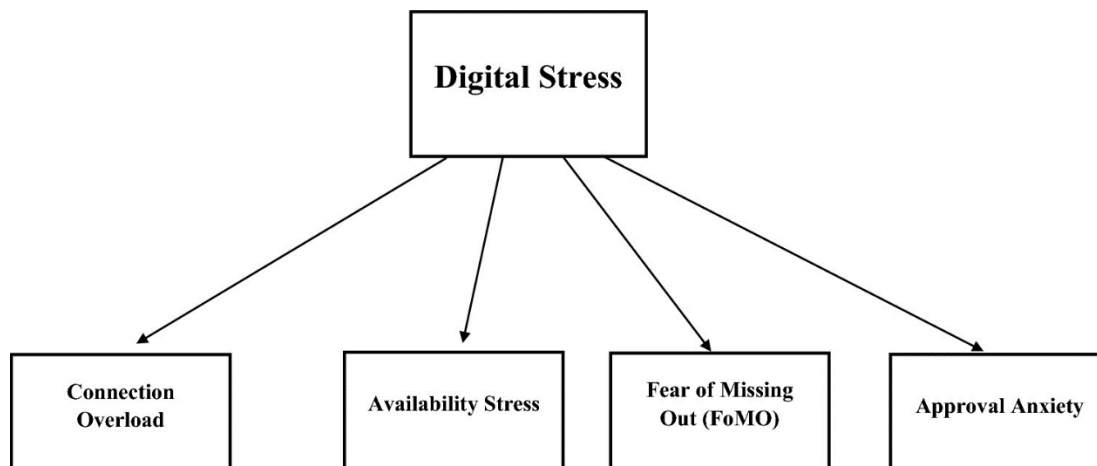 Digital Stress
Connection
Overload
Availability Stress
Fear of Missing
Out (FoMO)
Approval Anxiety